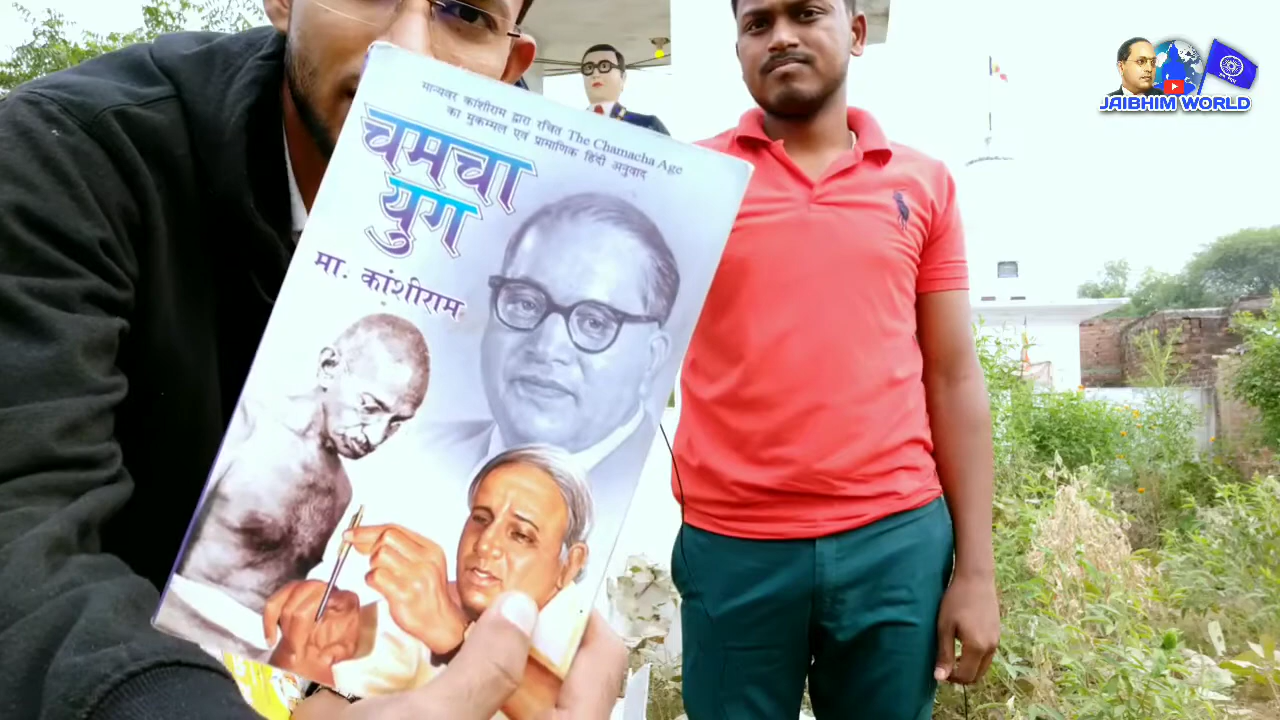 मान्यवर कांशीराम द्वारा रचित The Chamacha Age
का मुकम्मल एवं प्रामाणिक हिंदी अनुवाद
चमचा
युग
मा. कांशीराम
JAIBHIM WORLD